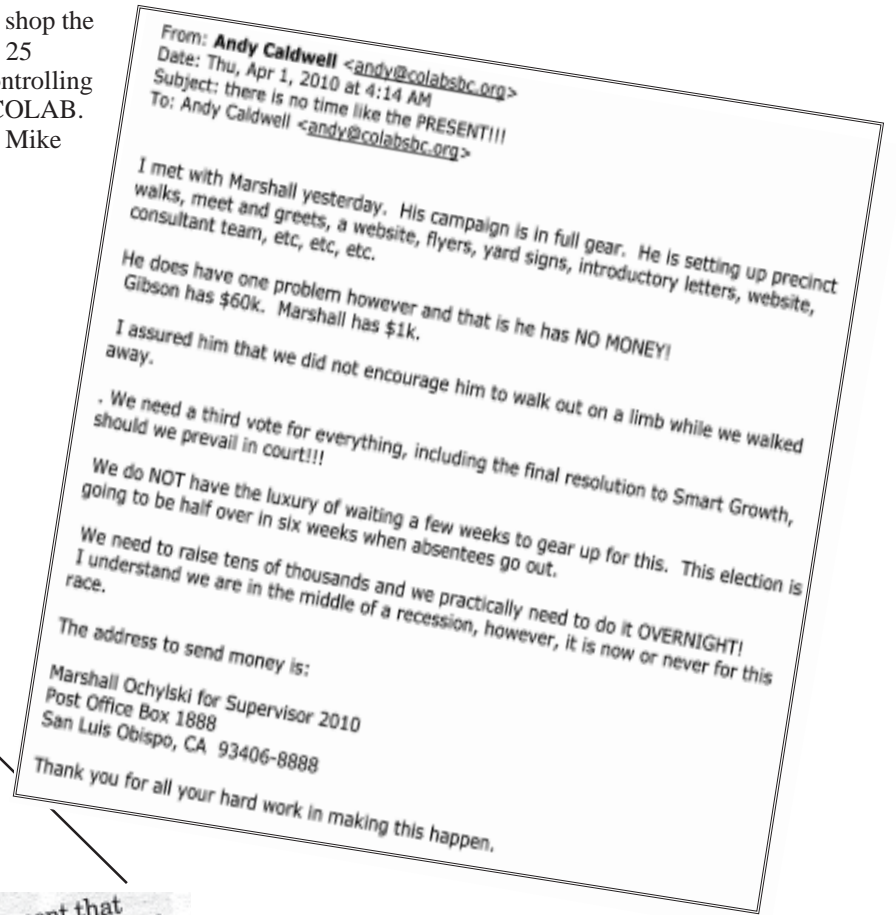 shop the
25
ntrolling
COLAB.
Mike
From: Andy Caldwell <andy@colabsbc.org>
Date: Thu, Apr 1, 2010 at 4:14 AM
Subject: there is no time like the PRESENT!!!
To: Andy Caldwell <andy@colabsbc.org>
I met with Marshall yesterday. His campaign is in full gear. He is setting up precinct
walks, meet and greets, a website, flyers, yard signs, introductory letters, website,
consultant team, etc, etc, etc.
He does have one problem however and that is he has NO MONEY!
Gibson has $60k. Marshall has $1k.
I assured him that we did not encourage him to walk out on a limb while we walked
away.
. We need a third vote for everything, including the final resolution to Smart Growth,
should we prevail in court!!!
We do NOT have the luxury of waiting a few weeks to gear up for this. This election is
going to be half over in six weeks when absentees go out.
We need to raise tens of thousands and we practically need to do it OVERNIGHT!
I understand we are in the middle of a recession, however, it is now or never for this
race.
The address to send money is:
Marshall Ochylski for Supervisor 2010
Post Office Box 1888
San Luis Obispo, CA 93406-8888
Thank you for all your hard work in making this happen.
that